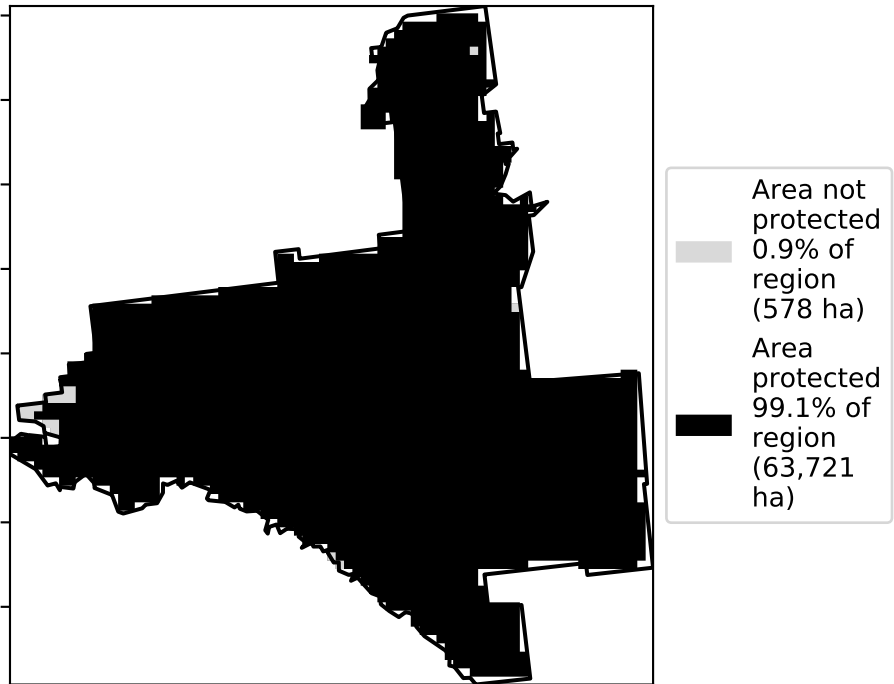 Area not
protected
0.9% of
region
(578 ha)
Area
protected
99.1% of
region
(63,721
ha)